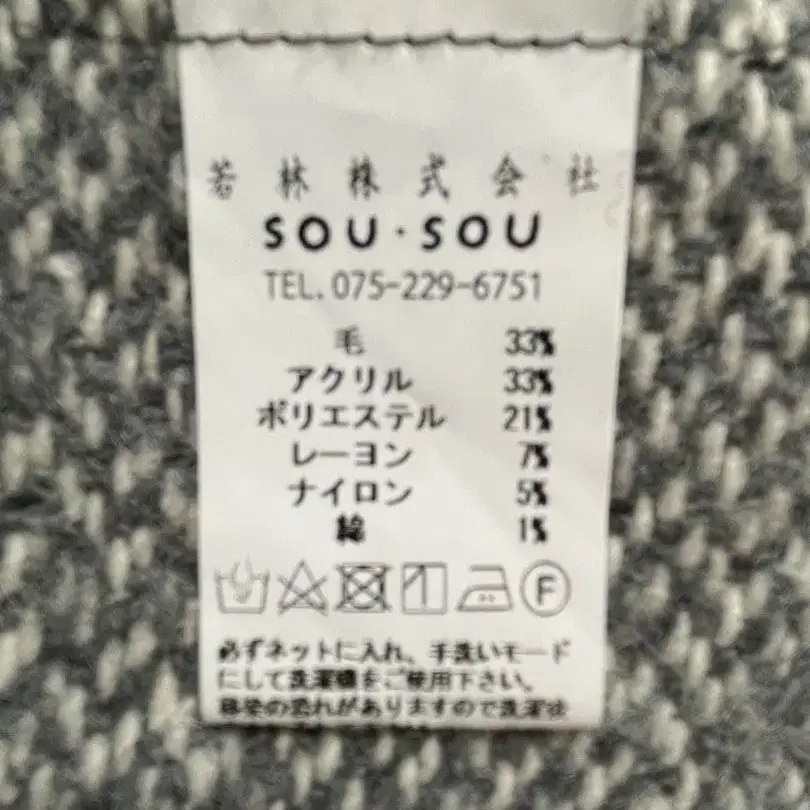 若林株式会社
SOU・SOU
TEL. 075-229-6751
毛 33%
アクリル 33%
ポリエステル 21%
レーヨン 7%
ナイロン 5%
綿 1%
F
必ずネットに入れ、手洗いモード
にして洗濯機をご使用下さい。
移染の恐れがありますので洗濯は